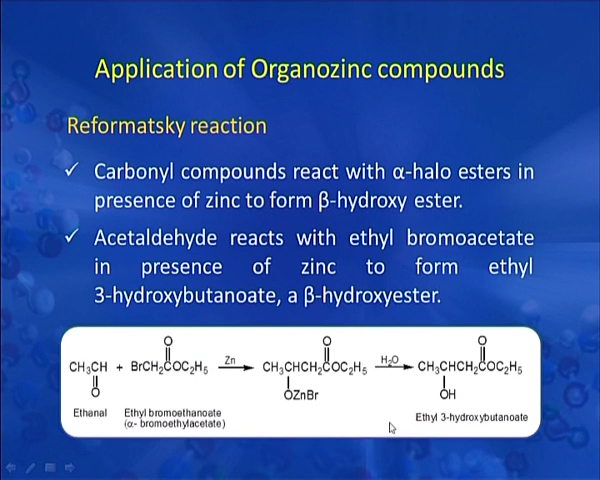 Application of Organozinc compounds
Reformatsky reaction
✓ Carbonyl compounds react with α-halo esters in
presence of zinc to form β-hydroxy ester.
✓ Acetaldehyde reacts with ethyl bromoacetate
in presence of zinc to form ethyl
3-hydroxybutanoate, a β-hydroxyester.
O O O
CH₃CH + BrCH₂COC₂H₅ Zn CH₃CHCH₂COC₂H₅ H₂O CH₃CHCH₂COC₂H₅
O OZnBr OH
Ethanal Ethyl bromoethanoate Ethyl 3-hydroxybutanoate
(α- bromoethylacetate)